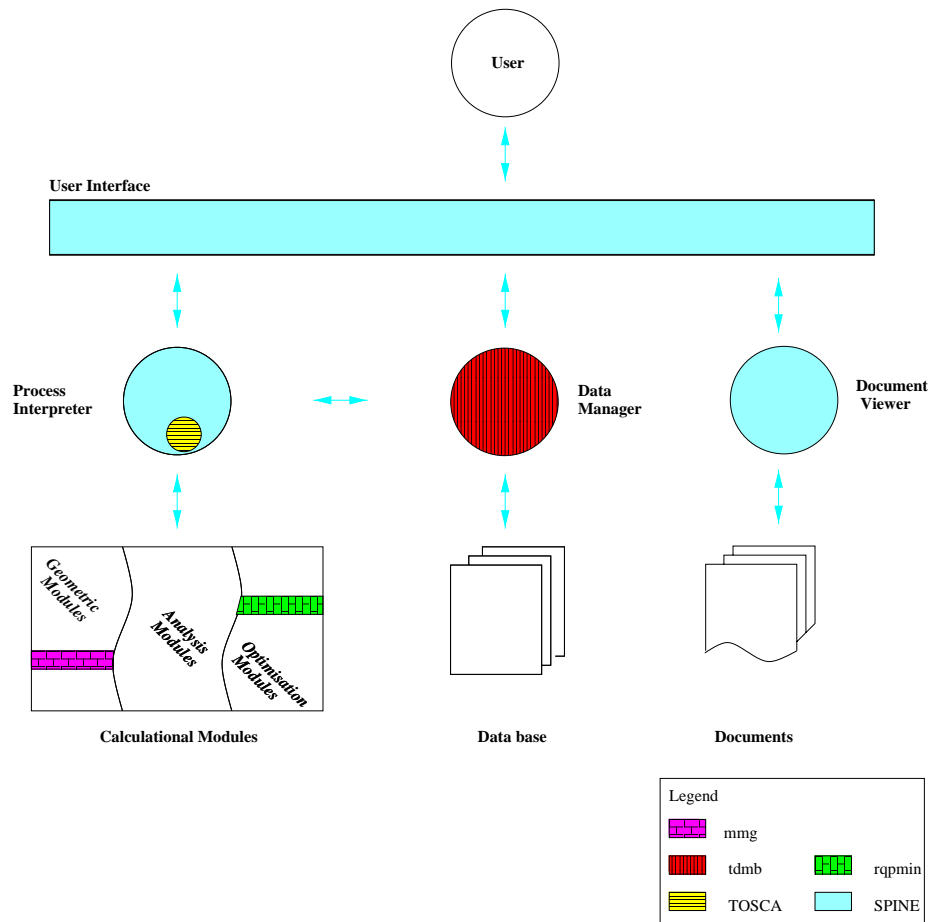 User
User Interface
Process
Interpreter
Data
Manager
Document
Viewer
Geometric
Modules
Analysis
Modules
Optimisation
Modules
Calculational Modules
Data base
Documents
Legend
mmg
tdmb
rqpmin
TOSCA
SPINE